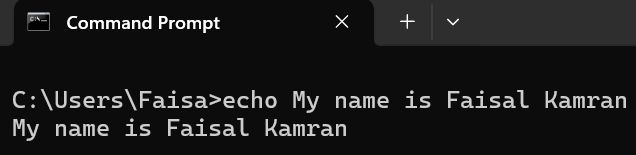 Command Prompt
C:\Users\Faisa>echo My name is Faisal Kamran
My name is Faisal Kamran